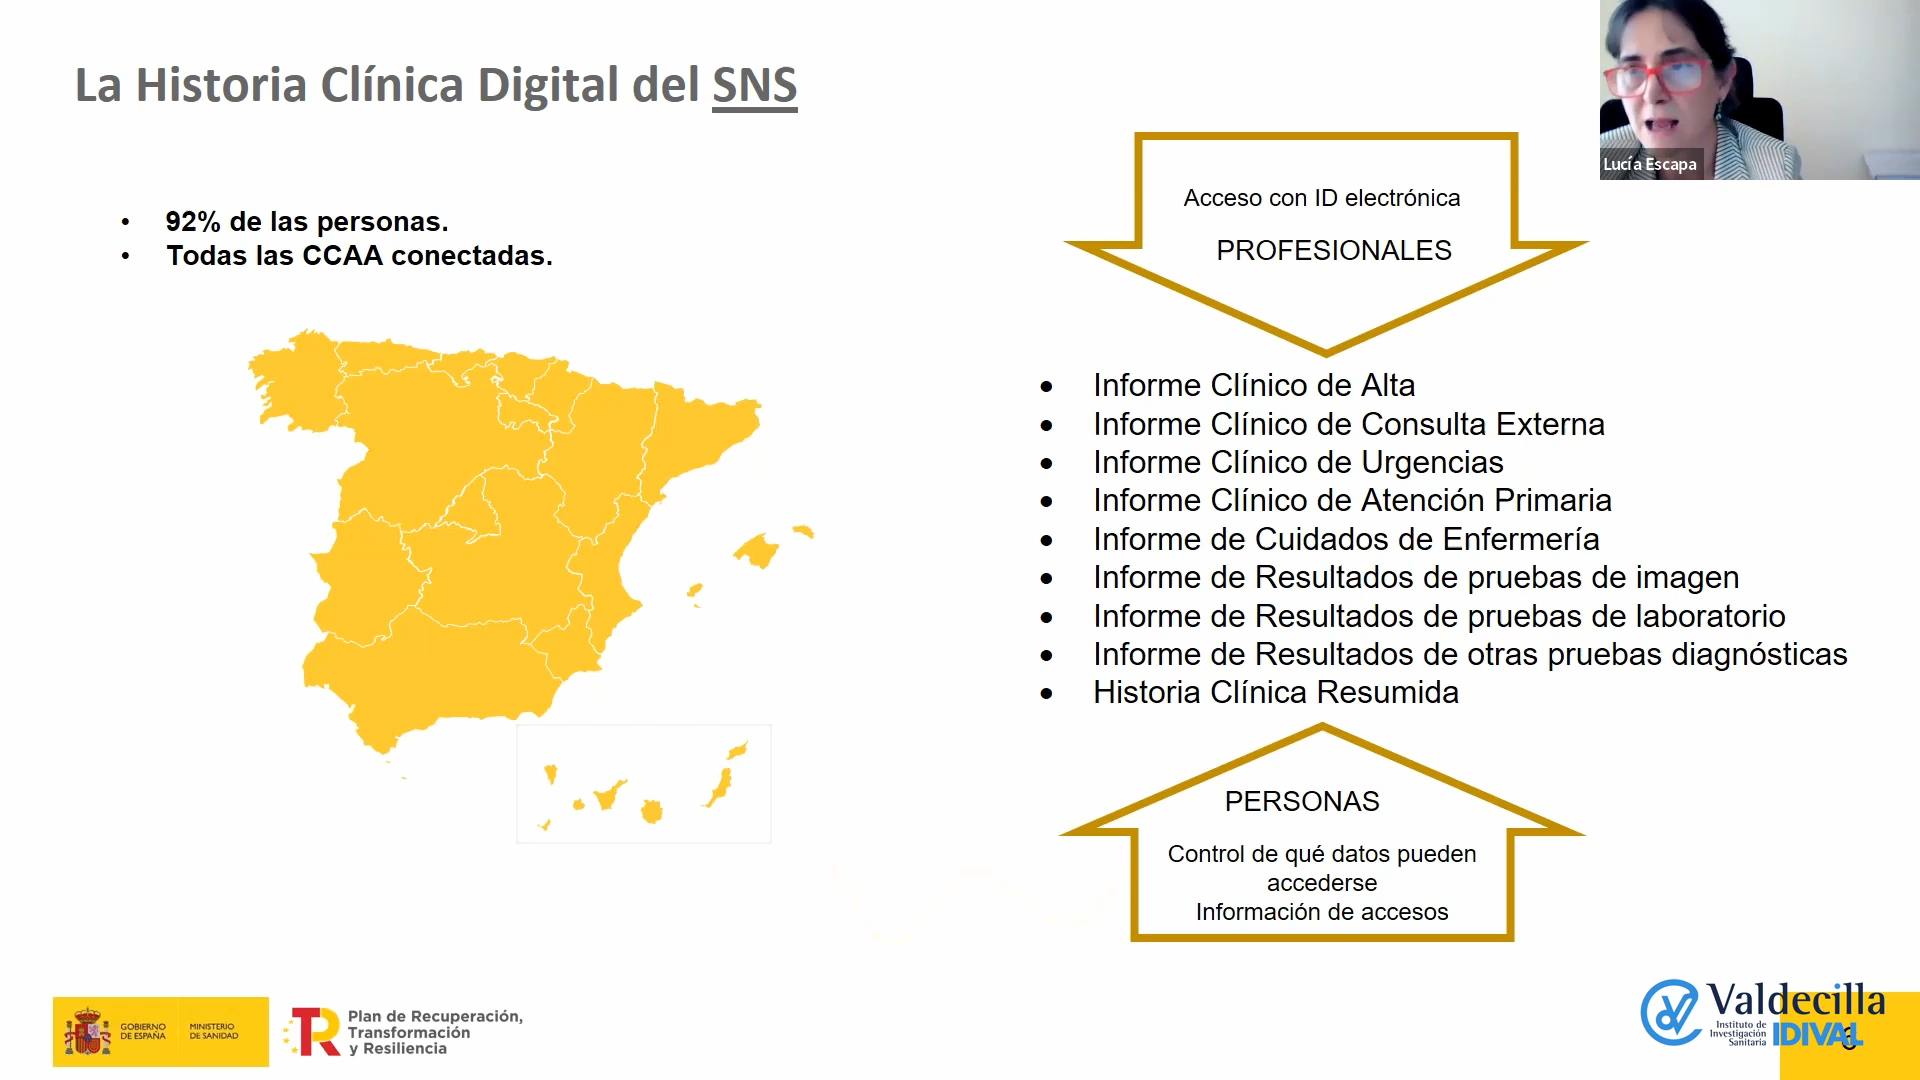 La Historia Clínica Digital del SNS
Lucía Escapa
• 92% de las personas.
• Todas las CCAA conectadas.
Acceso con ID electrónica
PROFESIONALES
• Informe Clínico de Alta
• Informe Clínico de Consulta Externa
• Informe Clínico de Urgencias
• Informe Clínico de Atención Primaria
• Informe de Cuidados de Enfermería
• Informe de Resultados de pruebas de imagen
• Informe de Resultados de pruebas de laboratorio
• Informe de Resultados de otras pruebas diagnósticas
• Historia Clínica Resumida
PERSONAS
Control de qué datos pueden
accederse
Información de accesos
GOBIERNO
DE ESPAÑA
MINISTERIO
DE SANIDAD
TR
Plan de Recuperación,
Transformación
y Resiliencia
Valdecilla
Instituto de
Investigación
Sanitaria
IDIVAL